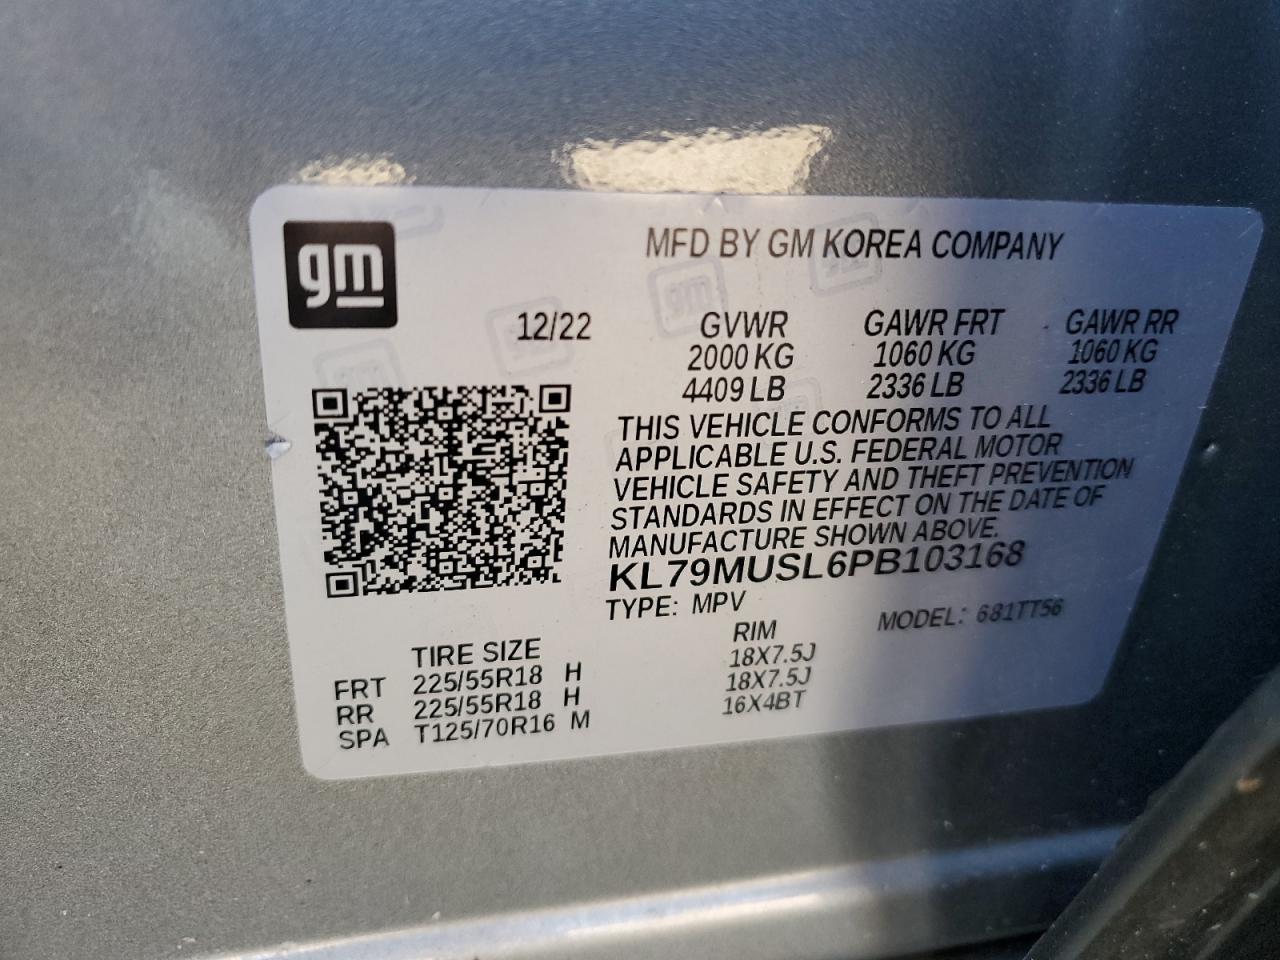 gm
MFD BY GM KOREA COMPANY
12/22 GVWR GAWR FRT GAWR RR
2000 KG 1060 KG 1060 KG
4409 LB 2336 LB 2336 LB
THIS VEHICLE CONFORMS TO ALL
APPLICABLE U.S. FEDERAL MOTOR
VEHICLE SAFETY AND THEFT PREVENTION
STANDARDS IN EFFECT ON THE DATE OF
MANUFACTURE SHOWN ABOVE.
KL79MUSL6PB103168
TYPE: MPV MODEL: 681TT56
TIRE SIZE RIM
FRT 225/55R18 H 18X7.5J
RR 225/55R18 H 18X7.5J
SPA T125/70R16 M 16X4BT